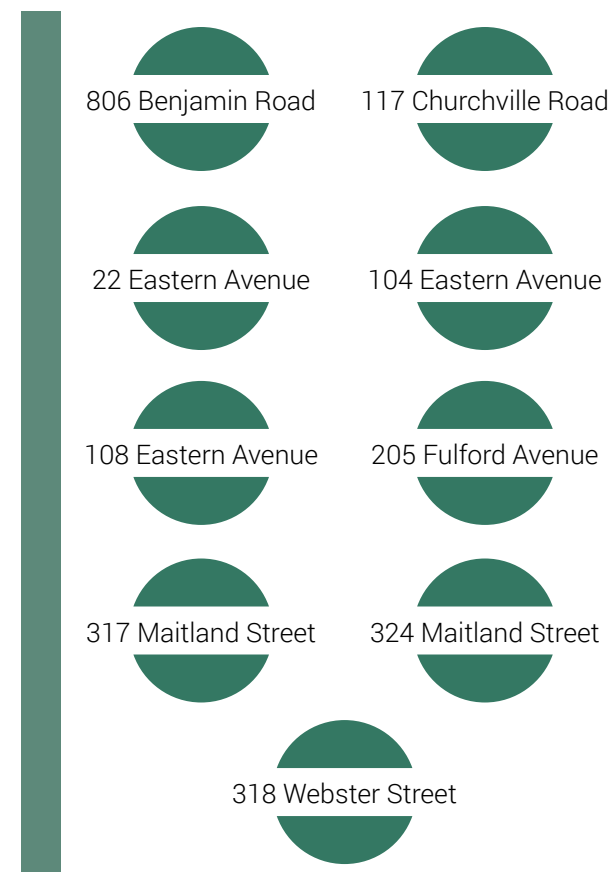 806 Benjamin Road
117 Churchville Road
22 Eastern Avenue
104 Eastern Avenue
108 Eastern Avenue
205 Fulford Avenue
317 Maitland Street
324 Maitland Street
318 Webster Street